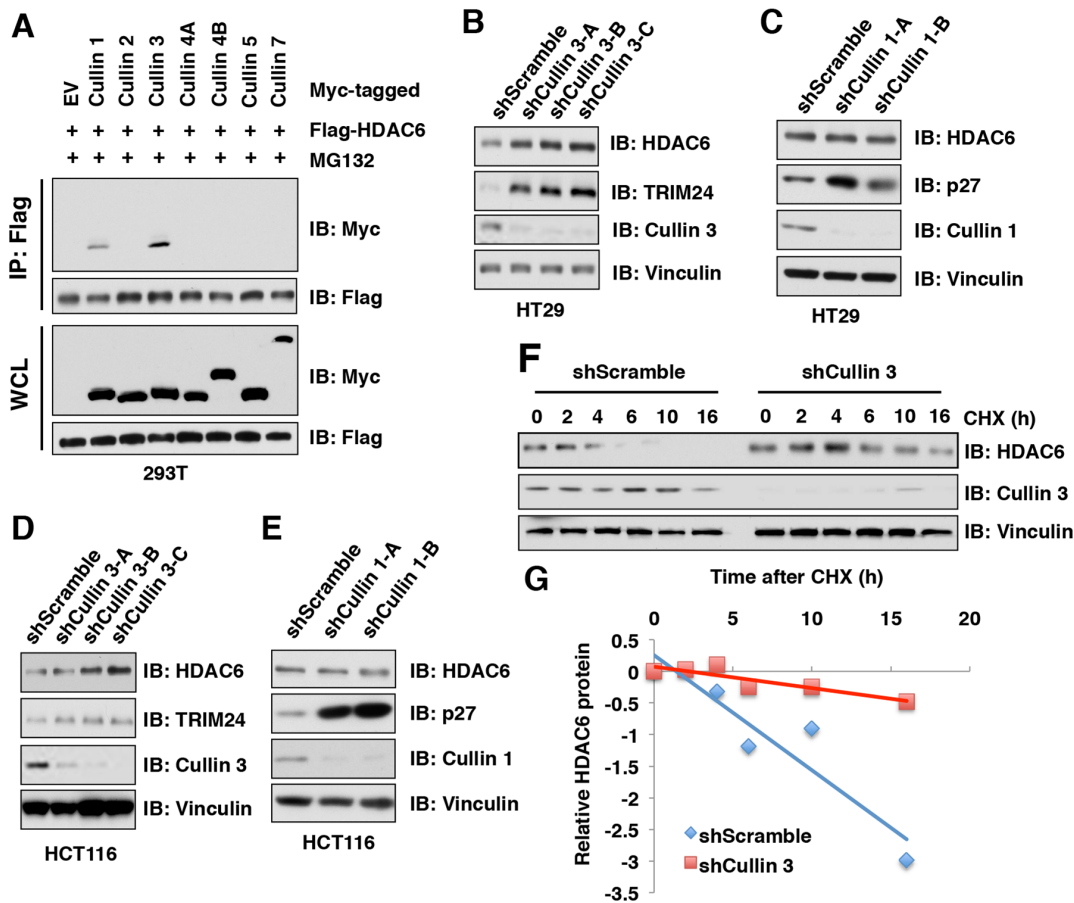 A
EV
Cullin 1
Cullin 2
Cullin 3
Cullin 4A
Cullin 4B
Cullin 5
Cullin 7
Myc-tagged
+ + + + + + + + Flag-HDAC6
+ + + + + + + + MG132
IP: Flag
IB: Myc
IB: Flag
WCL
IB: Myc
IB: Flag
293T
B
shScramble
shCullin 3-A
shCullin 3-B
shCullin 3-C
IB: HDAC6
IB: TRIM24
IB: Cullin 3
IB: Vinculin
HT29
C
shScramble
shCullin 1-A
shCullin 1-B
IB: HDAC6
IB: p27
IB: Cullin 1
IB: Vinculin
HT29
D
shScramble
shCullin 3-A
shCullin 3-B
shCullin 3-C
IB: HDAC6
IB: TRIM24
IB: Cullin 3
IB: Vinculin
HCT116
E
shScramble
shCullin 1-A
shCullin 1-B
IB: HDAC6
IB: p27
IB: Cullin 1
IB: Vinculin
HCT116
F
shScramble shCullin 3
0 2 4 6 10 16 0 2 4 6 10 16 CHX (h)
IB: HDAC6
IB: Cullin 3
IB: Vinculin
G
Time after CHX (h)
0 5 10 15 20
Relative HDAC6 protein
0.5
0
-0.5
-1
-1.5
-2
-2.5
-3
-3.5
shScramble
shCullin 3